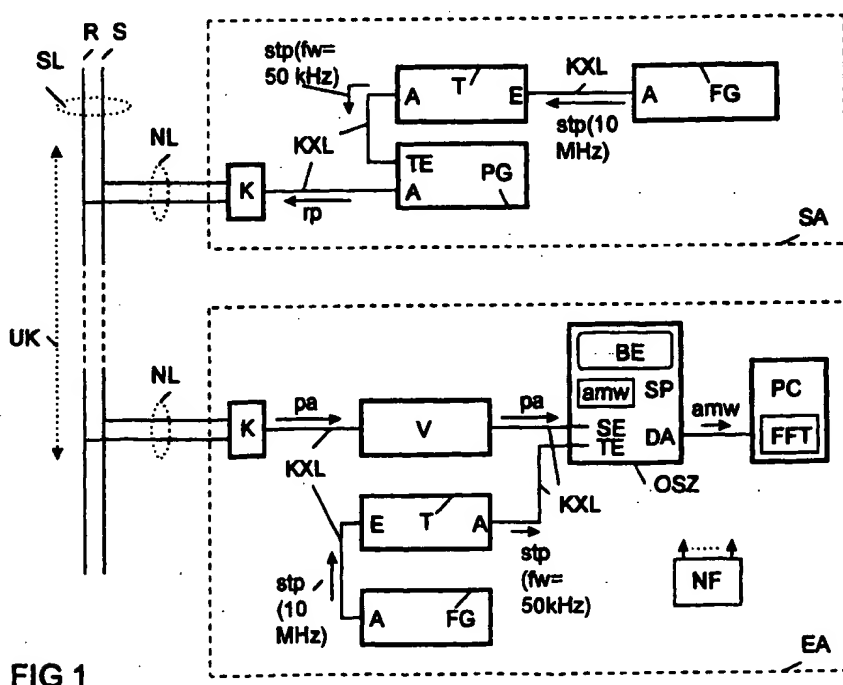 R S
SL
NL
UK
K
stp(fw=
50 kHz)
A
T
E
KXL
stp(10
MHz)
A
FG
KXL
TE
A
PG
rp
SA
NL
K
pa
V
pa
KXL
BE
amw
SP
SE
TE
DA
OSZ
amw
PC
FFT
KXL
E
T
A
stp
(fw=
50kHz)
stp
(10
MHz)
A
FG
NF
EA
FIG 1